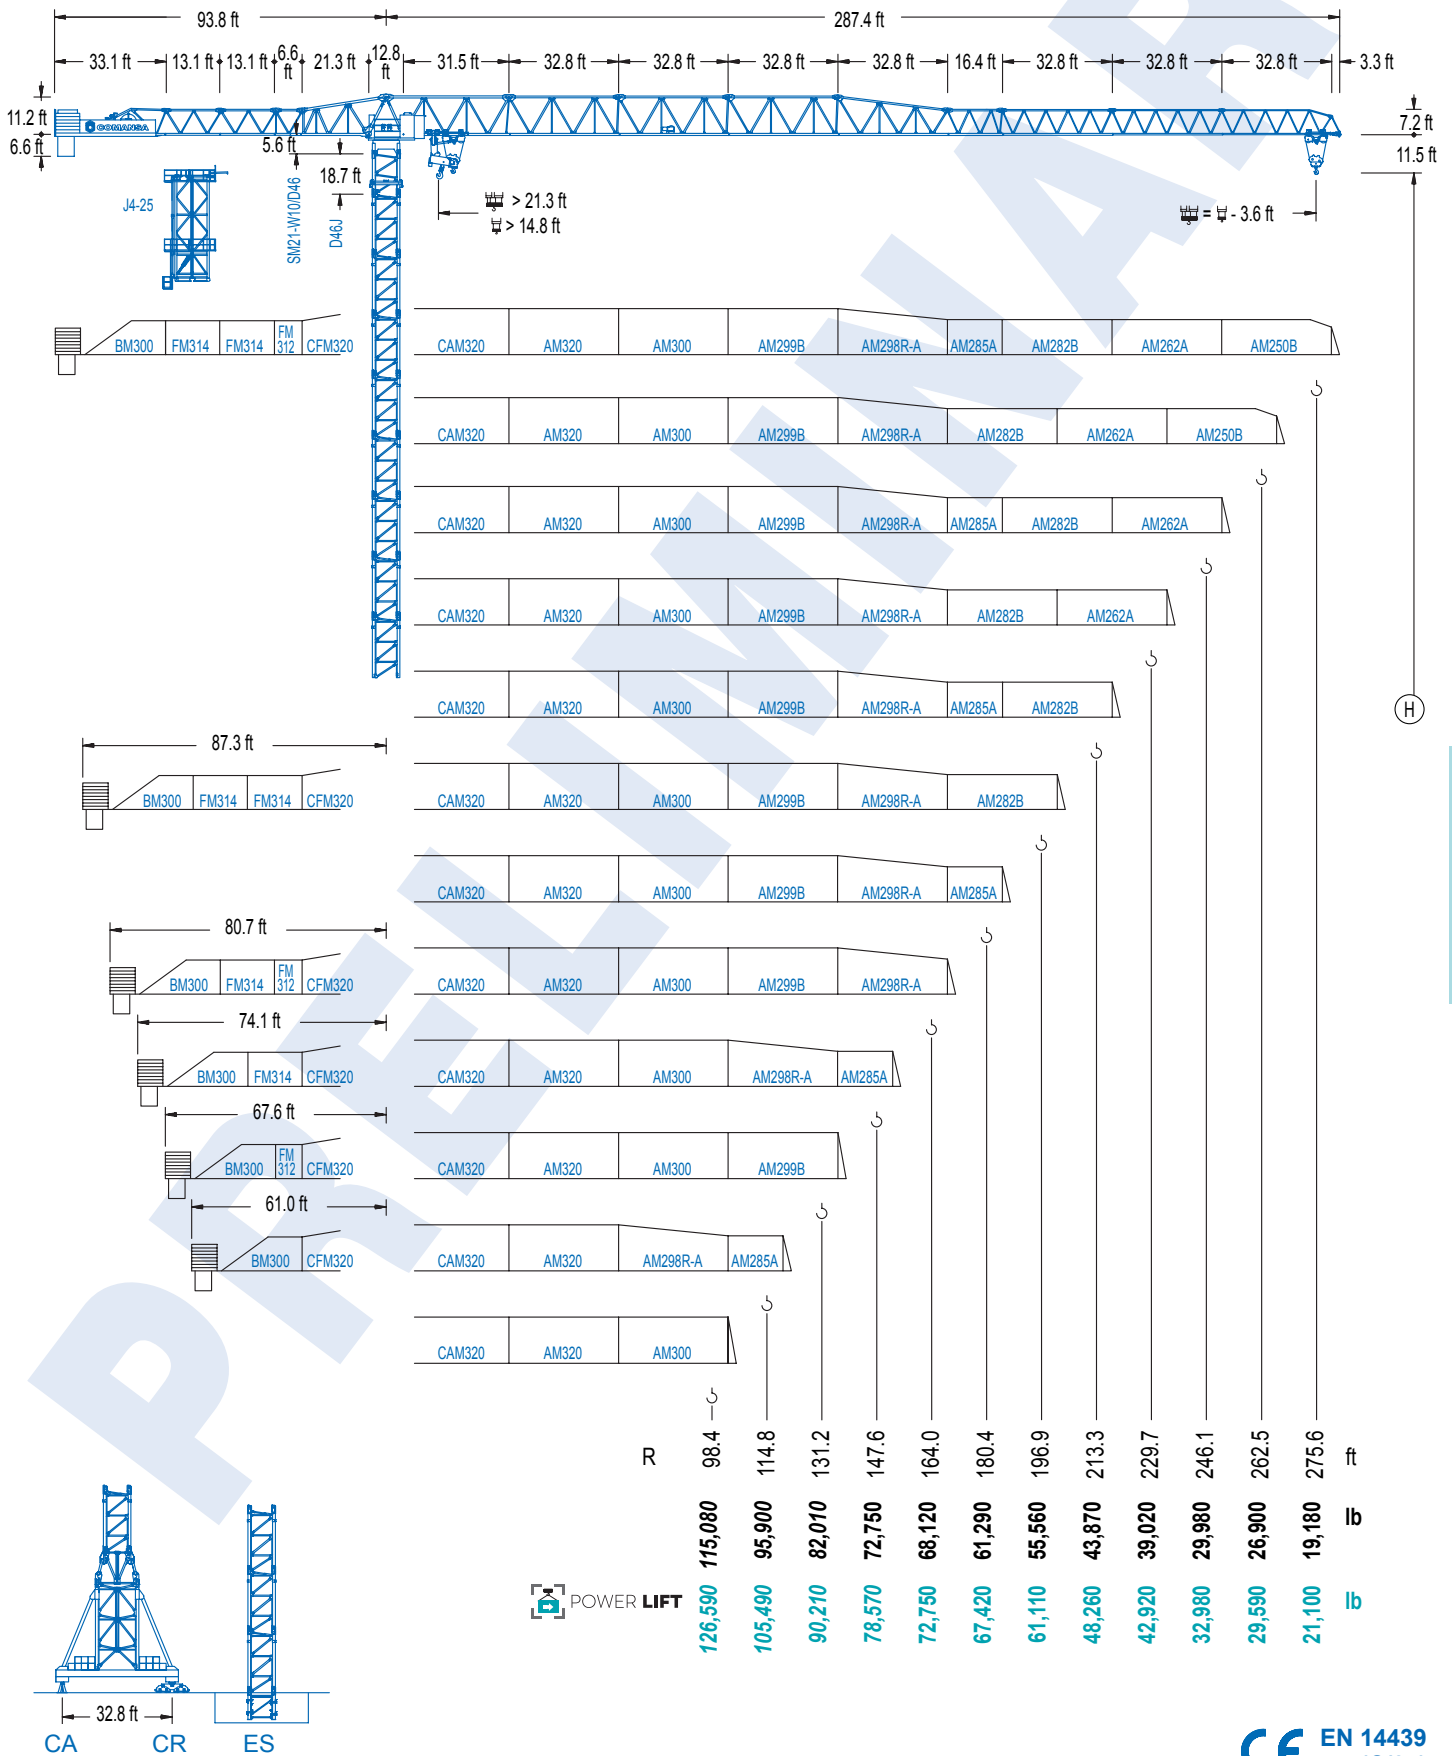 93.8 ft 287.4 ft
33.1 ft 13.1 ft 13.1 ft 6.6 ft 21.3 ft 12.8 ft 31.5 ft 32.8 ft 32.8 ft 32.8 ft 32.8 ft 16.4 ft 32.8 ft 32.8 ft 32.8 ft 3.3 ft
11.2 ft COMANSA 7.2 ft
6.6 ft 5.6 ft 11.5 ft
18.7 ft
J4-25 SM21-W10/D46 D46J
> 21.3 ft
> 14.8 ft
= - 3.6 ft
BM300 FM314 FM314 FM 312 CFM320 CAM320 AM320 AM300 AM299B AM298R-A AM285A AM282B AM262A AM250B
CAM320 AM320 AM300 AM299B AM298R-A AM282B AM262A AM250B
CAM320 AM320 AM300 AM299B AM298R-A AM285A AM282B AM262A
CAM320 AM320 AM300 AM299B AM298R-A AM282B AM262A
CAM320 AM320 AM300 AM299B AM298R-A AM285A AM282B
H
87.3 ft
BM300 FM314 FM314 CFM320 CAM320 AM320 AM300 AM299B AM298R-A AM282B
CAM320 AM320 AM300 AM299B AM298R-A AM285A
80.7 ft
BM300 FM314 FM 312 CFM320 CAM320 AM320 AM300 AM299B AM298R-A
74.1 ft
BM300 FM314 CFM320 CAM320 AM320 AM300 AM298R-A AM285A
67.6 ft
BM300 FM 312 CFM320 CAM320 AM320 AM300 AM299B
61.0 ft
BM300 CFM320 CAM320 AM320 AM298R-A AM285A
CAM320 AM320 AM300
R 98.4 114.8 131.2 147.6 164.0 180.4 196.9 213.3 229.7 246.1 262.5 275.6 ft
115,080 95,900 82,010 72,750 68,120 61,290 55,560 43,870 39,020 29,980 26,900 19,180 lb
POWER LIFT 126,590 105,490 90,210 78,570 72,750 67,420 61,110 48,260 42,920 32,980 29,590 21,100 lb
32.8 ft
CA CR ES
CE EN 14439
PRELIMINAR